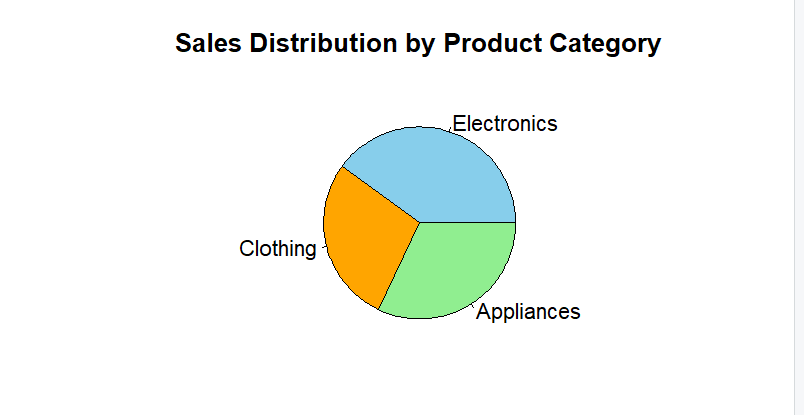 Sales Distribution by Product Category
Electronics
Clothing
Appliances